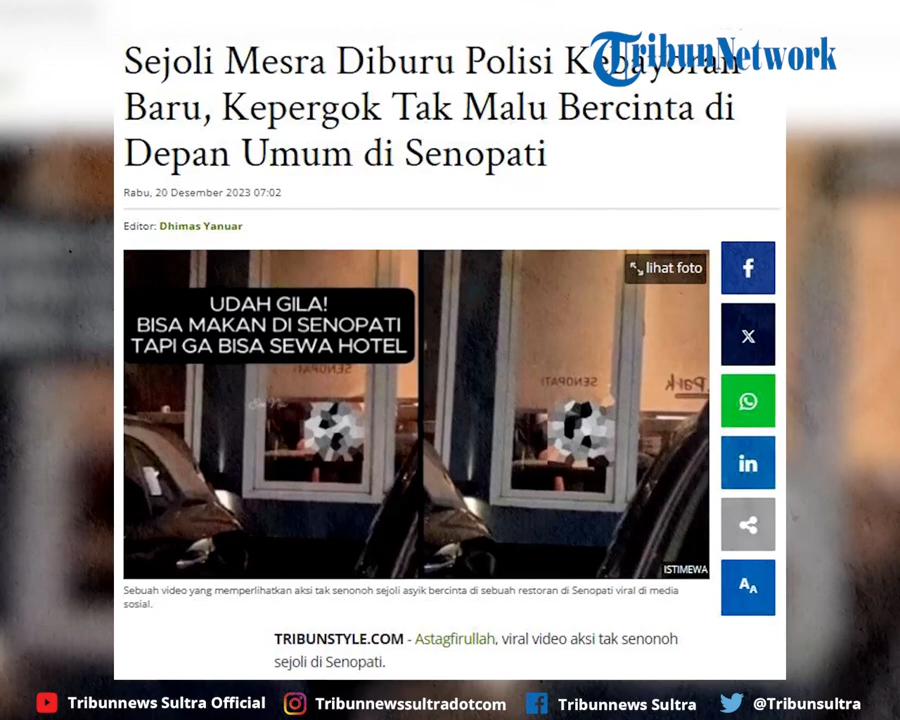 TribunNetwork
Sejoli Mesra Diburu Polisi Kebayoran
Baru, Kepergok Tak Malu Bercinta di
Depan Umum di Senopati
Rabu, 20 Desember 2023 07:02
Editor: Dhimas Yanuar
lihat foto
UDAH GILA!
BISA MAKAN DI SENOPATI
TAPI GA BISA SEWA HOTEL
SENOPATI
SENOPATI
Park
ISTIMEWA
Sebuah video yang memperlihatkan aksi tak senonoh sejoli asyik bercinta di sebuah restoran di Senopati viral di media
sosial.
TRIBUNSTYLE.COM - Astagfirullah, viral video aksi tak senonoh
sejoli di Senopati.
Tribunnews Sultra Official Tribunnewssultradotcom Tribunnews Sultra @Tribunsultra